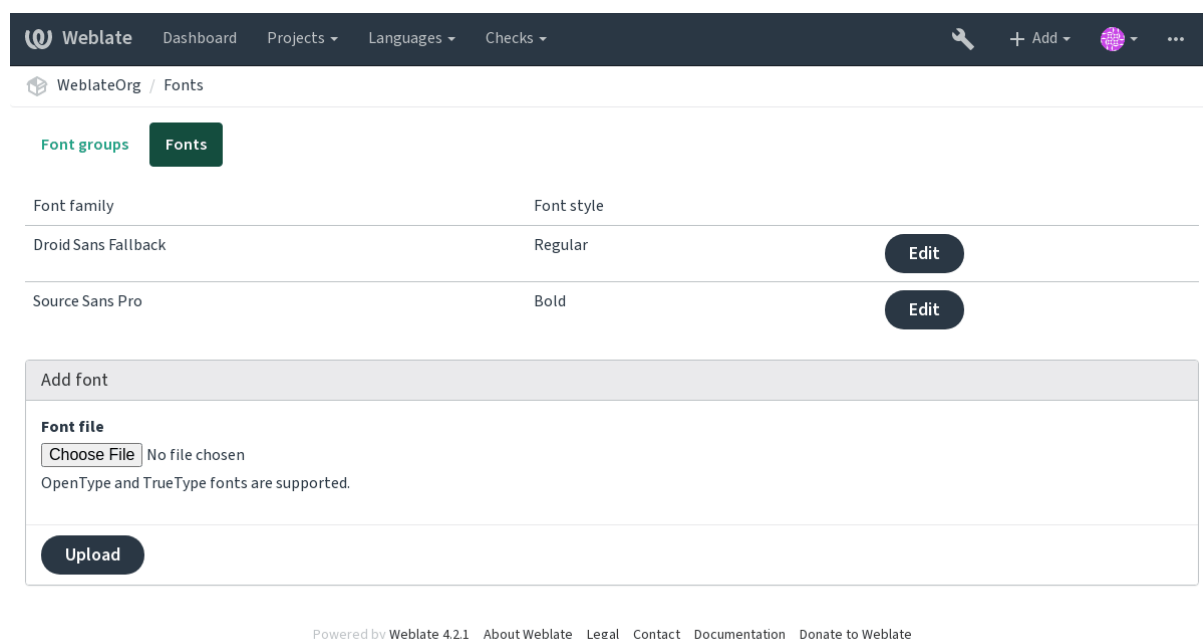 Weblate Dashboard Projects Languages Checks Add
WeblateOrg / Fonts
Font groups Fonts
Font family Font style
Droid Sans Fallback Regular Edit
Source Sans Pro Bold Edit
Add font
Font file
Choose File No file chosen
OpenType and TrueType fonts are supported.
Upload
Powered by Weblate 4.2.1 About Weblate Legal Contact Documentation Donate to Weblate